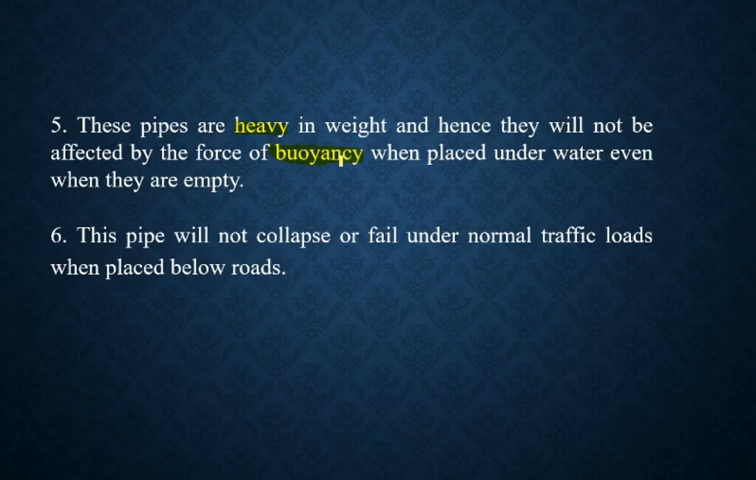 5. These pipes are heavy in weight and hence they will not be
affected by the force of buoyancy when placed under water even
when they are empty.
6. This pipe will not collapse or fail under normal traffic loads
when placed below roads.